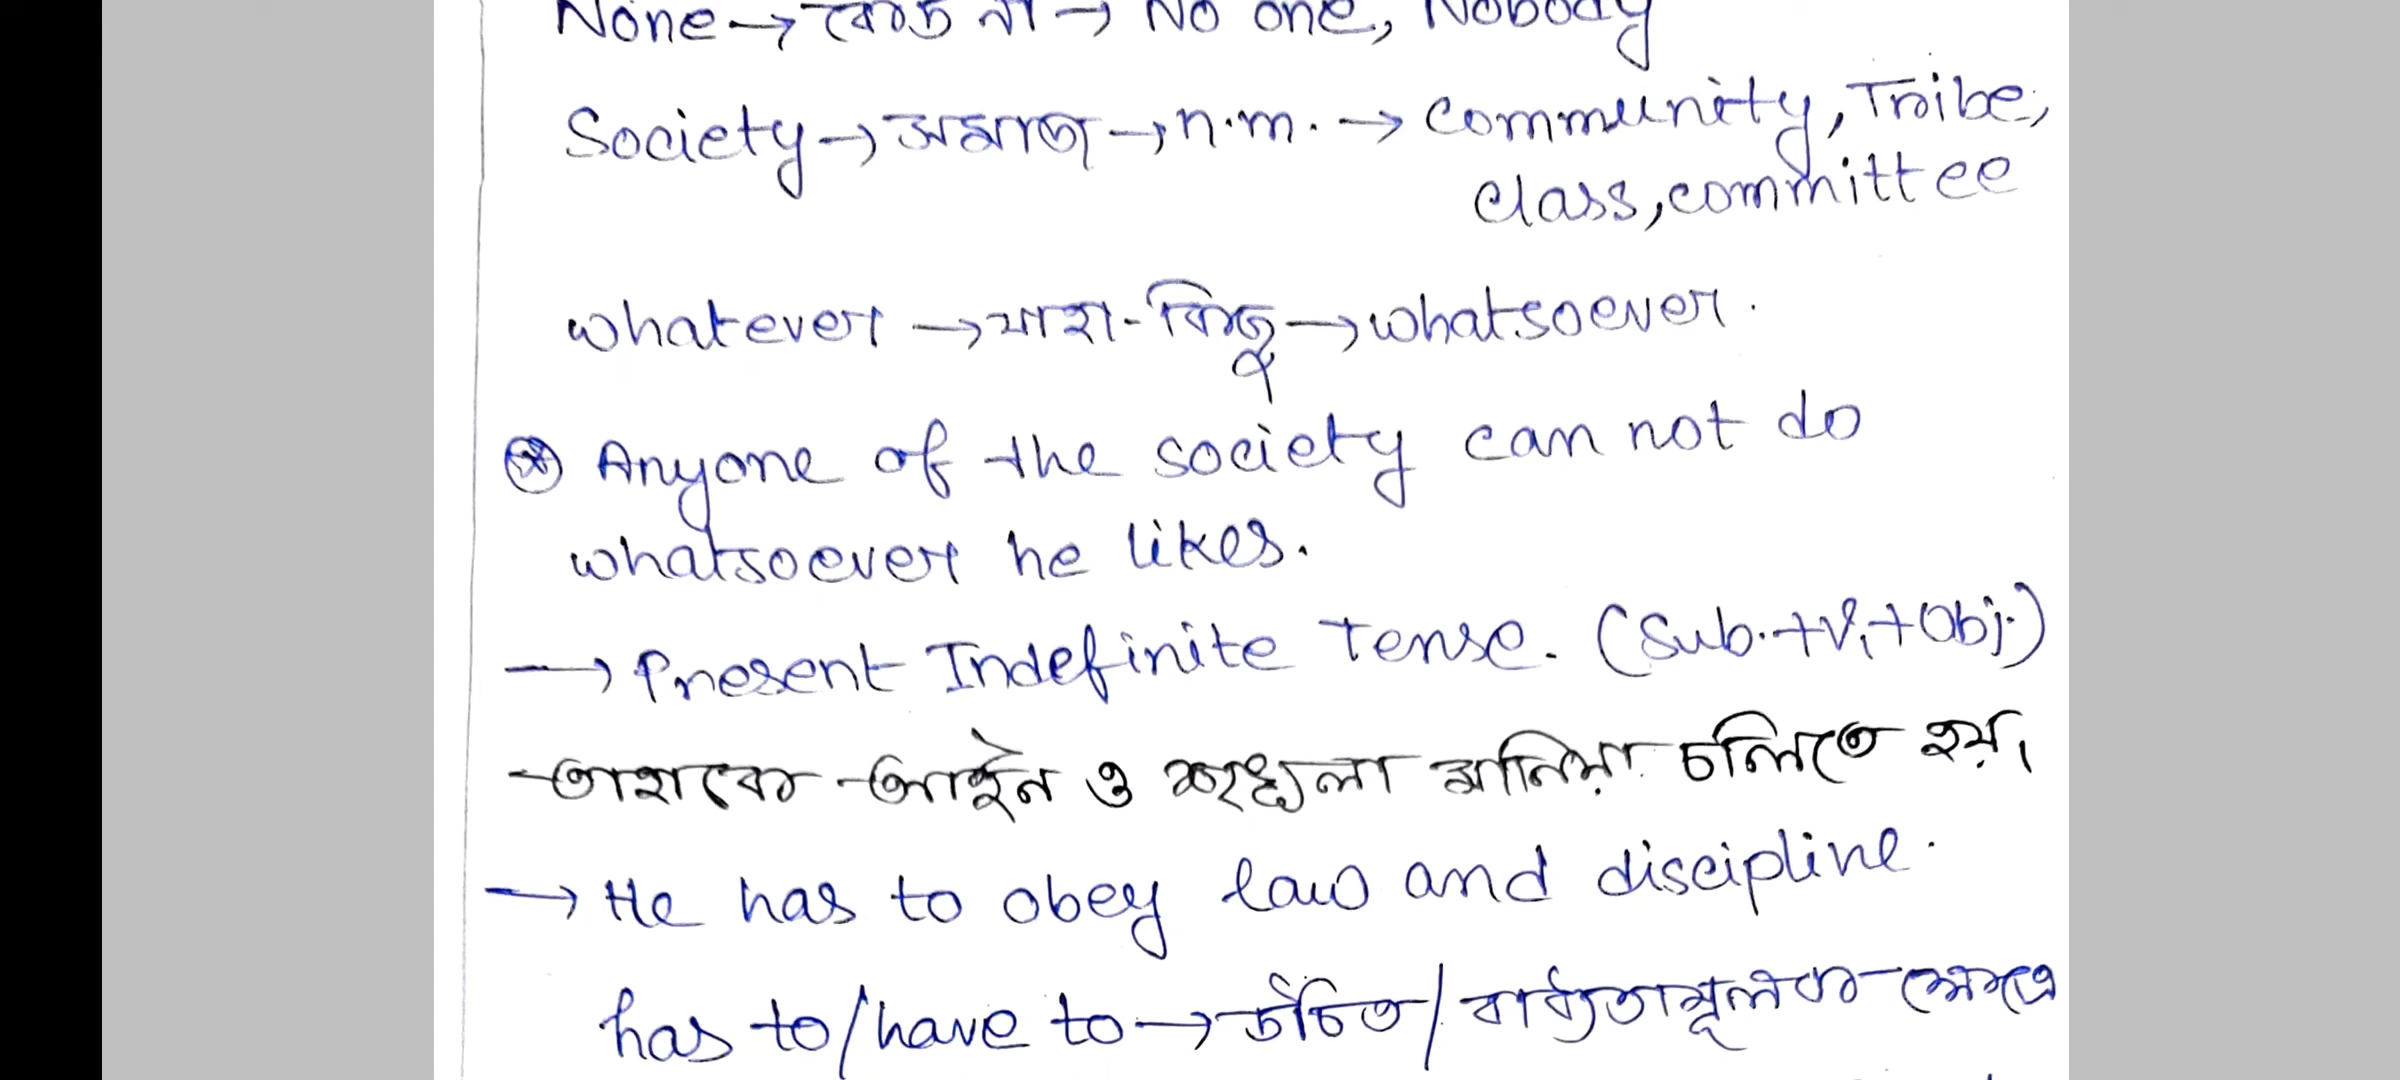 None → কেউ না → No one, Nobody
Society → সমাজ → n.m. → Community, Tribe,
class, committee
whatever → যাহা-কিছু → whatsoever.
⊛ Anyone of the society can not do
whatsoever he likes.
→ Present Indefinite Tense. (Sub.+V₁+Obj.)
তাহাকে আইন ও শৃঙ্খলা মানিয়া চলিতে হয়।
→ He has to obey law and discipline.
has to/have to → উচিত/বাধ্যতামূলক ক্ষেত্রে